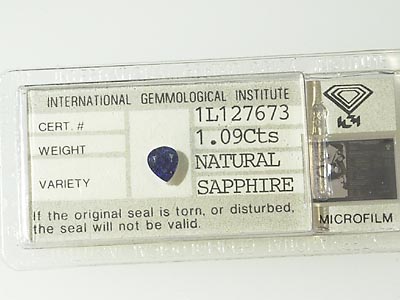 INTERNATIONAL GEMMOLOGICAL INSTITUTE
CERT. # 1L127673
WEIGHT 1.09Cts
NATURAL
VARIETY SAPPHIRE
If the original seal is torn, or disturbed,
the seal will not be valid.
MICROFILM